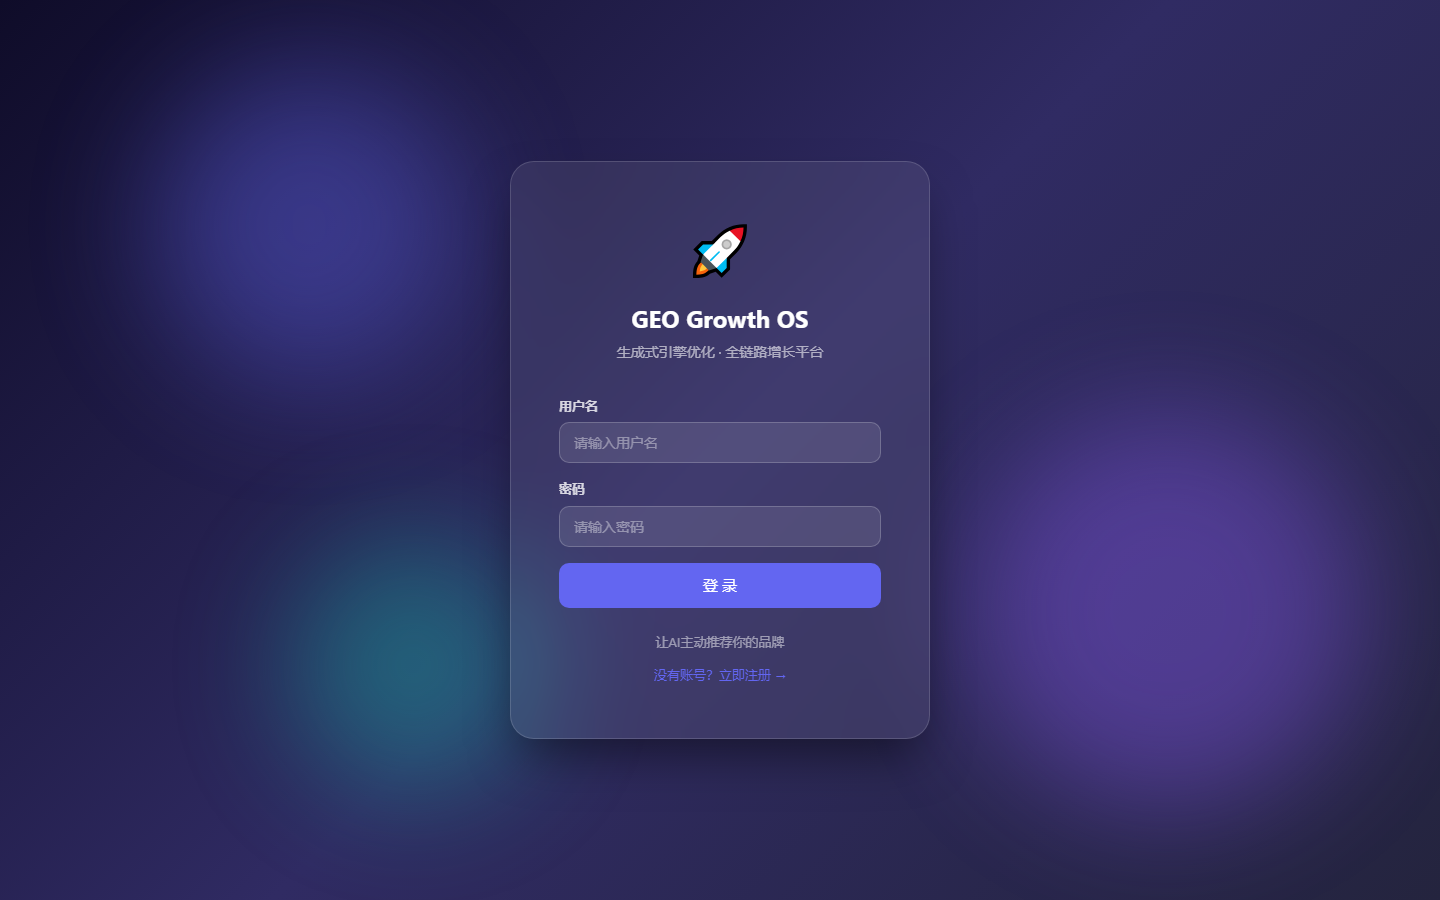 GEO Growth OS
生成式引擎优化 · 全链路增长平台
用户名
请输入用户名
密码
请输入密码
登 录
让AI主动推荐你的品牌
没有账号？立即注册 →